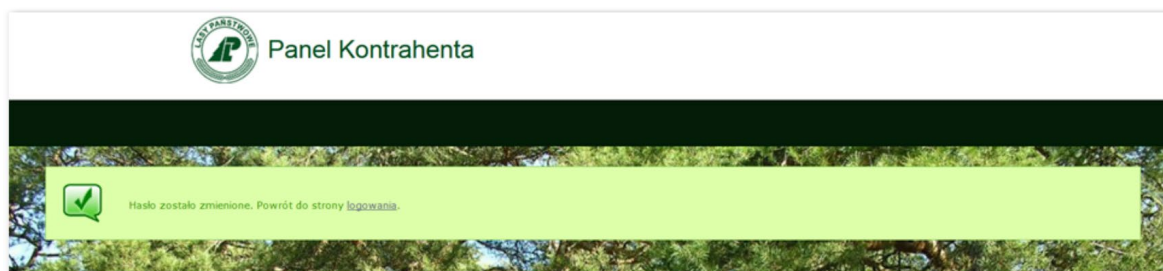 LASY PAŃSTWOWE
Panel Kontrahenta
Hasło zostało zmienione. Powrót do strony logowania.